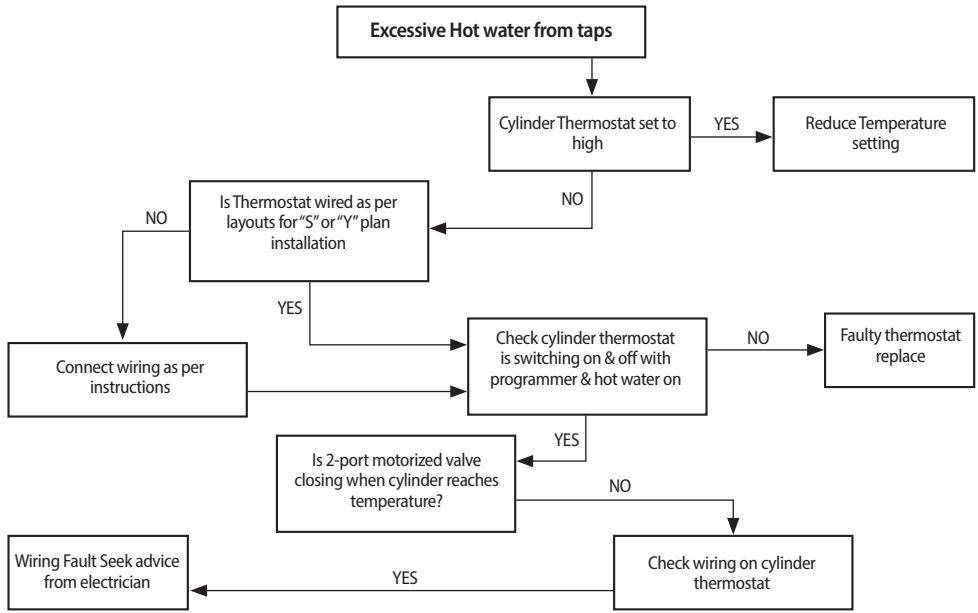 Excessive Hot water from taps
Cylinder Thermostat set to
high
YES
Reduce Temperature
setting
NO
Is Thermostat wired as per
layouts for “S” or “Y” plan
installation
NO
YES
Connect wiring as per
instructions
Check cylinder thermostat
is switching on & off with
programmer & hot water on
NO
Faulty thermostat
replace
YES
Is 2-port motorized valve
closing when cylinder reaches
temperature?
NO
Check wiring on cylinder
thermostat
YES
Wiring Fault Seek advice
from electrician